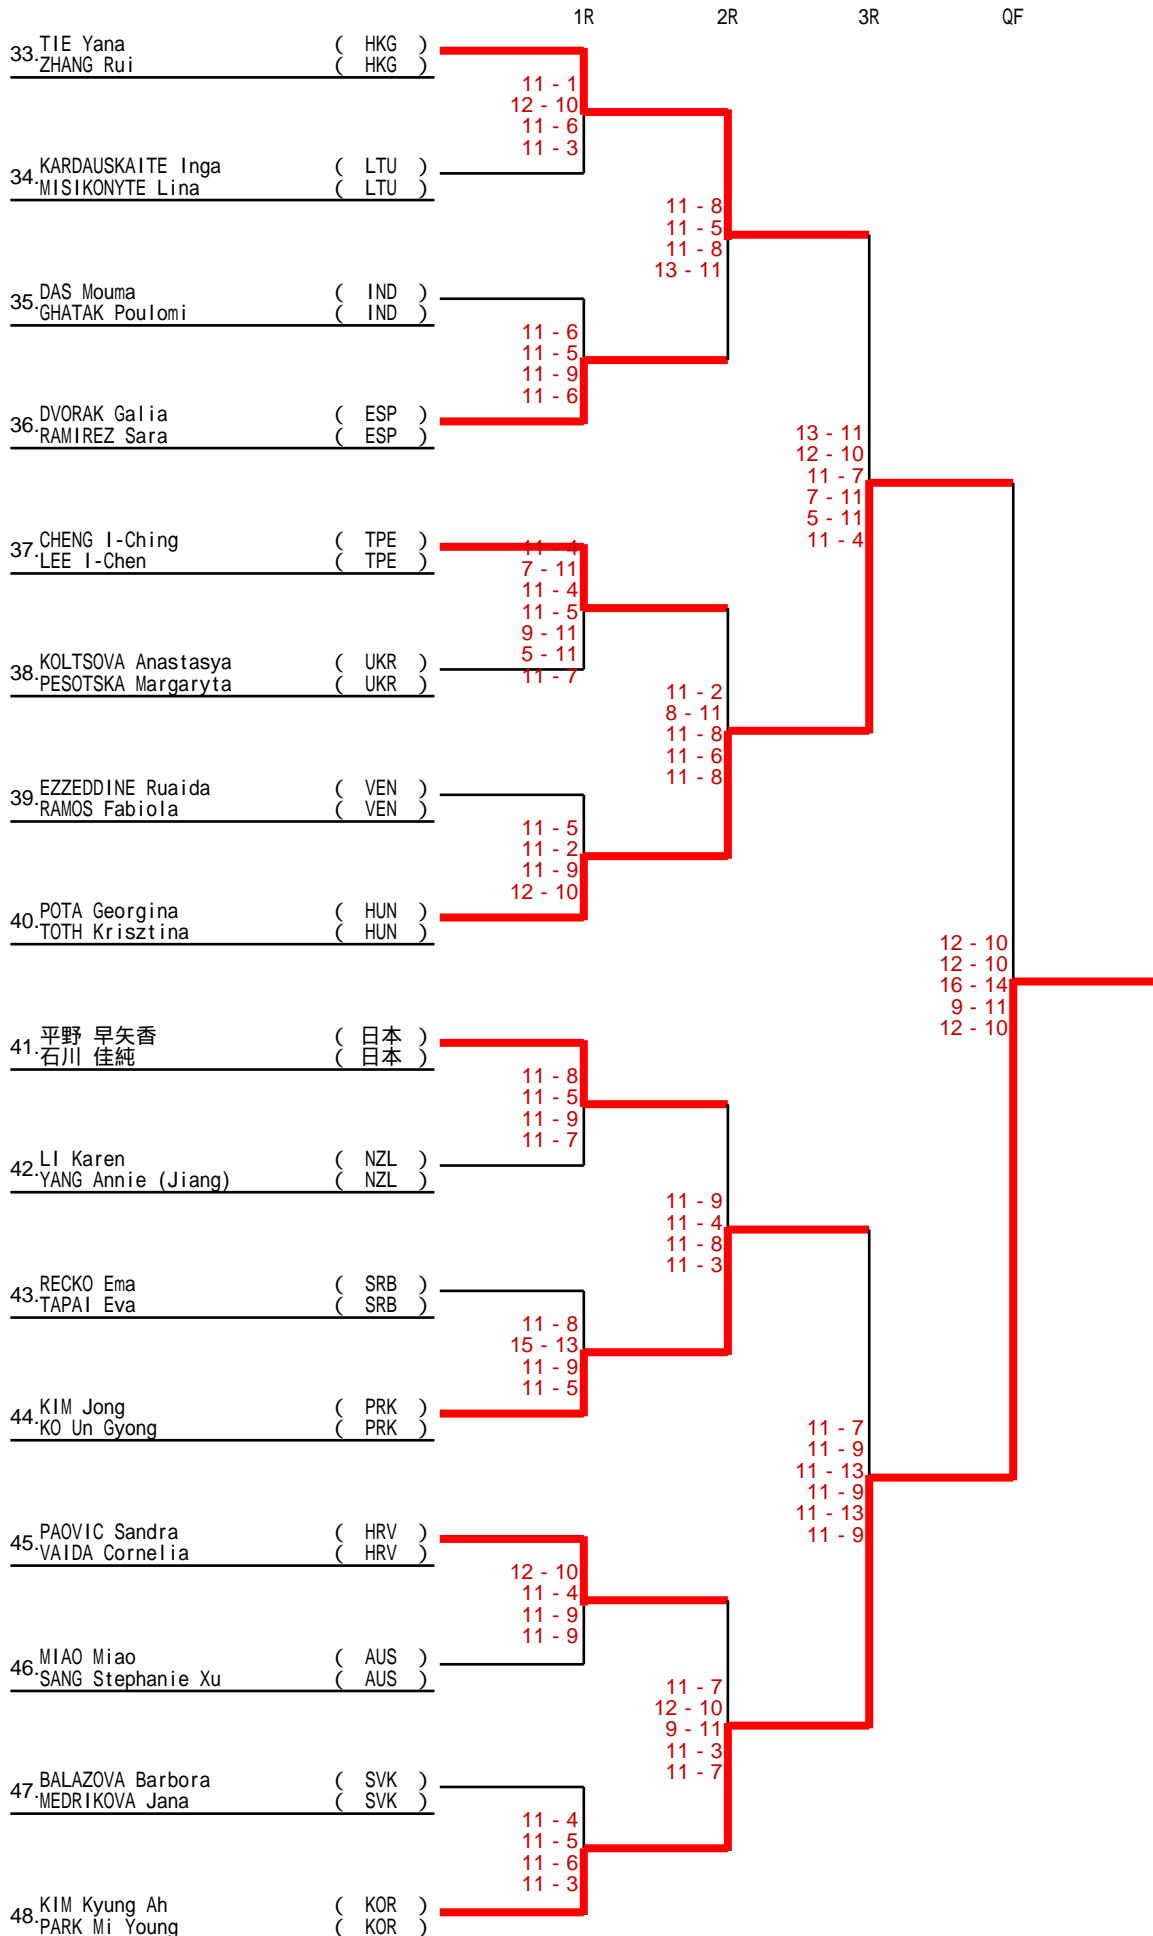 1R 2R 3R QF
33. TIE Yana ( HKG )
ZHANG Rui ( HKG )
11 - 1
12 - 10
11 - 6
11 - 3
34. KARDAUSKAITE Inga ( LTU )
MISIKONYTE Lina ( LTU )
11 - 8
11 - 5
11 - 8
13 - 11
35. DAS Mouma ( IND )
GHATAK Poulomi ( IND )
11 - 6
11 - 5
11 - 9
11 - 6
36. DVORAK Galia ( ESP )
RAMIREZ Sara ( ESP )
13 - 11
12 - 10
11 - 7
7 - 11
5 - 11
11 - 4
37. CHENG I-Ching ( TPE )
LEE I-Chen ( TPE )
11 - 4
7 - 11
11 - 4
11 - 5
9 - 11
5 - 11
11 - 7
38. KOLTSOVA Anastasya ( UKR )
PESOTSKA Margaryta ( UKR )
11 - 2
8 - 11
11 - 8
11 - 6
11 - 8
39. EZZEDDINE Ruaida ( VEN )
RAMOS Fabiola ( VEN )
11 - 5
11 - 2
11 - 9
12 - 10
40. POTA Georgina ( HUN )
TOTH Krisztina ( HUN )
12 - 10
12 - 10
16 - 14
9 - 11
12 - 10
41. 平野 早矢香 ( 日本 )
石川 佳純 ( 日本 )
11 - 8
11 - 5
11 - 9
11 - 7
42. LI Karen ( NZL )
YANG Annie (Jiang) ( NZL )
11 - 9
11 - 4
11 - 8
11 - 3
43. RECKO Ema ( SRB )
TAPAI Eva ( SRB )
11 - 8
15 - 13
11 - 9
11 - 5
44. KIM Jong ( PRK )
KO Un Gyong ( PRK )
11 - 7
11 - 9
11 - 13
11 - 9
11 - 13
11 - 9
45. PAOVIC Sandra ( HRV )
VAIDA Cornelia ( HRV )
12 - 10
11 - 4
11 - 9
11 - 9
46. MIAO Miao ( AUS )
SANG Stephanie Xu ( AUS )
11 - 7
12 - 10
9 - 11
11 - 3
11 - 7
47. BALAZOVA Barbora ( SVK )
MEDRIKOVA Jana ( SVK )
11 - 4
11 - 5
11 - 6
11 - 3
48. KIM Kyung Ah ( KOR )
PARK Mi Young ( KOR )